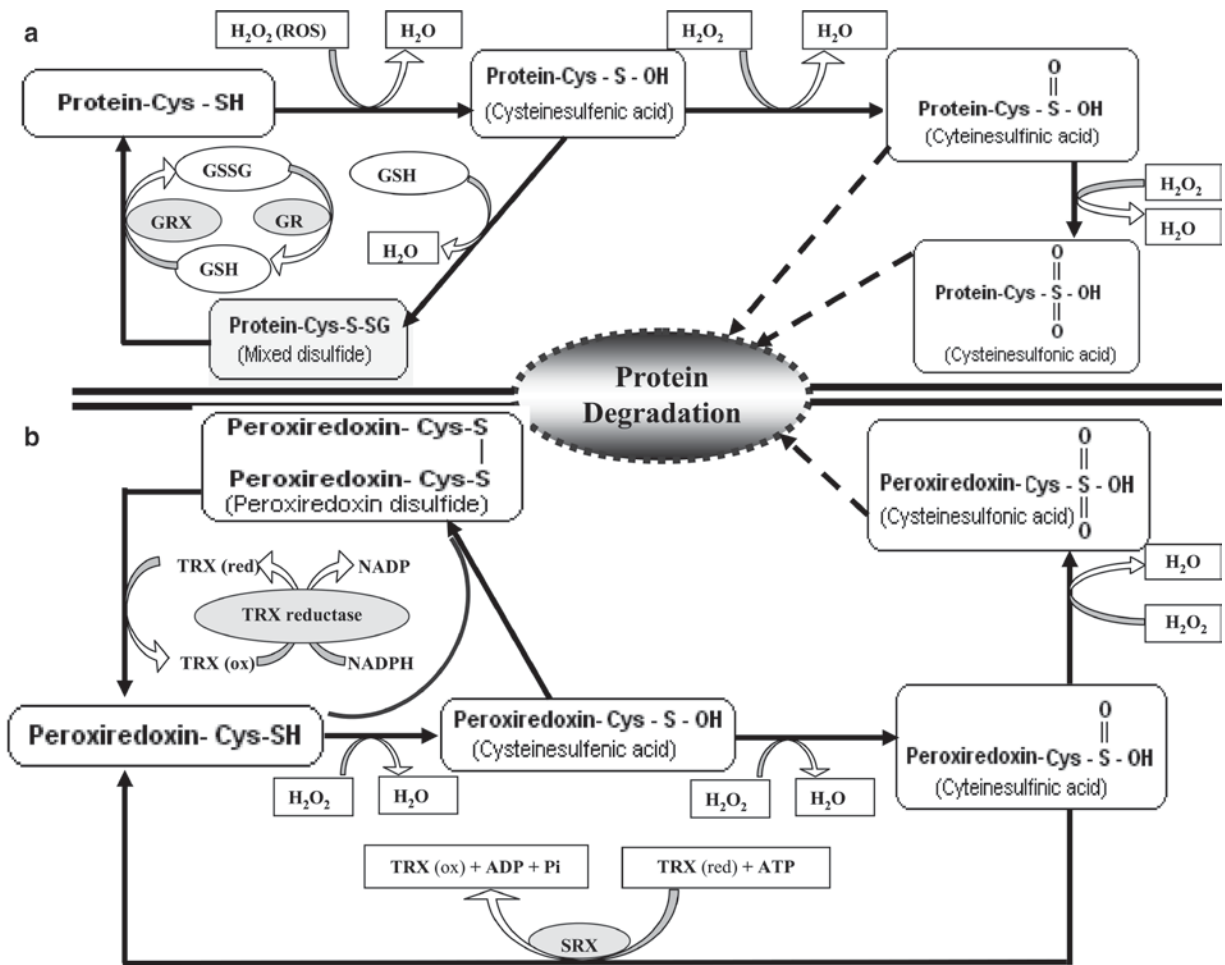 a
H₂O₂ (ROS)
H₂O
H₂O₂
H₂O
Protein-Cys - SH
Protein-Cys - S - OH
(Cysteinesulfenic acid)
O
||
Protein-Cys - S - OH
(Cyteinesulfinic acid)
GSSG
GRX
GR
GSH
GSH
H₂O
H₂O₂
H₂O
O
||
Protein-Cys - S - OH
||
O
(Cysteinesulfonic acid)
Protein-Cys-S-SG
(Mixed disulfide)
Protein
Degradation
b
Peroxiredoxin- Cys-S
|
Peroxiredoxin- Cys-S
(Peroxiredoxin disulfide)
O
||
Peroxiredoxin- Cys - S - OH
(Cysteinesulfonic acid)
||
O
TRX (red)
NADP
TRX reductase
TRX (ox)
NADPH
H₂O
H₂O₂
Peroxiredoxin- Cys-SH
Peroxiredoxin- Cys - S - OH
(Cysteinesulfenic acid)
O
||
Peroxiredoxin-Cys - S - OH
(Cyteinesulfinic acid)
H₂O₂
H₂O
H₂O₂
H₂O
TRX (ox) + ADP + Pi
TRX (red) + ATP
SRX